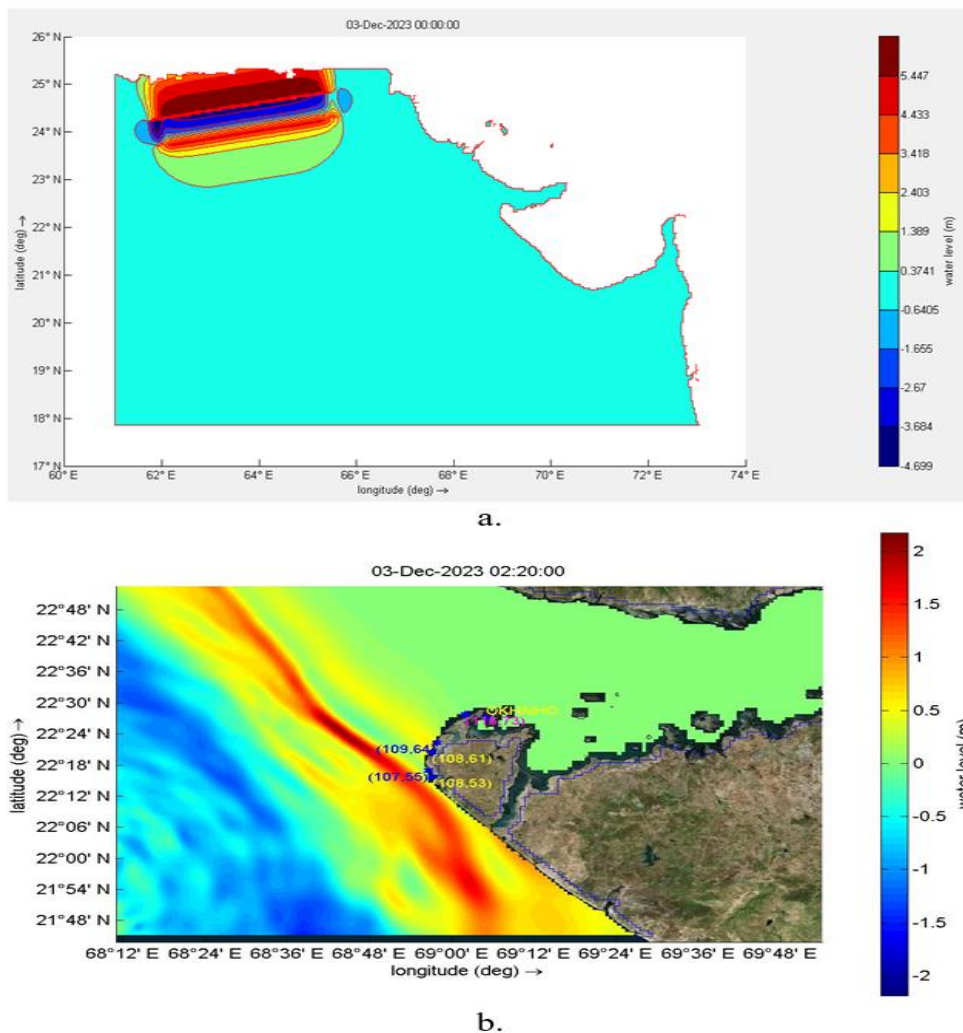 03-Dec-2023 00:00:00
26° N
25° N
24° N
23° N
22° N
21° N
20° N
19° N
18° N
17° N
latitude (deg) →
60° E 62° E 64° E 66° E 68° E 70° E 72° E 74° E
longitude (deg) →
5.447
4.433
3.418
2.403
1.389
0.3741
-0.6405
-1.655
-2.67
-3.684
-4.699
water level (m)
a.
03-Dec-2023 02:20:00
22°48' N
22°42' N
22°36' N
22°30' N
22°24' N
22°18' N
22°12' N
22°06' N
22°00' N
21°54' N
21°48' N
latitude (deg) →
(109,64)
(108,61)
(107,55)
(108,53)
68°12' E 68°24' E 68°36' E 68°48' E 69°00' E 69°12' E 69°24' E 69°36' E 69°48' E
longitude (deg) →
2
1.5
1
0.5
0
-0.5
-1
-1.5
-2
water level (m)
b.